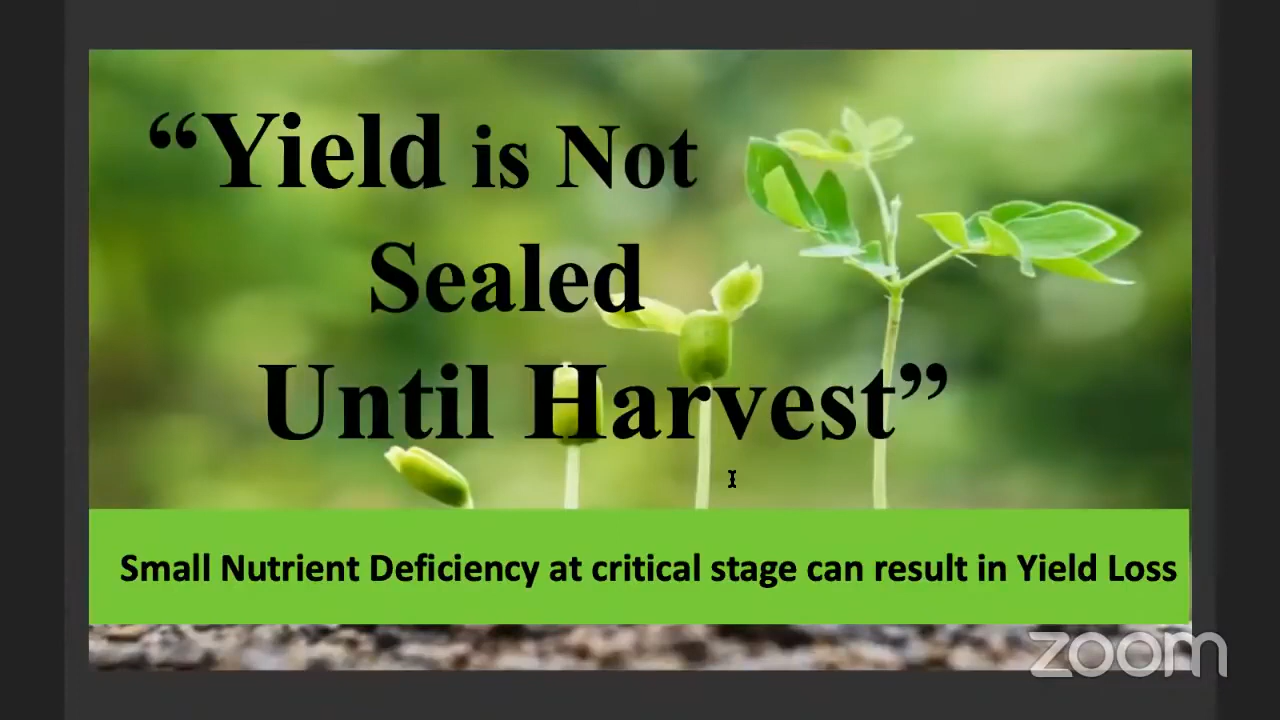 “Yield is Not
Sealed
Until Harvest”
Small Nutrient Deficiency at critical stage can result in Yield Loss
zoom